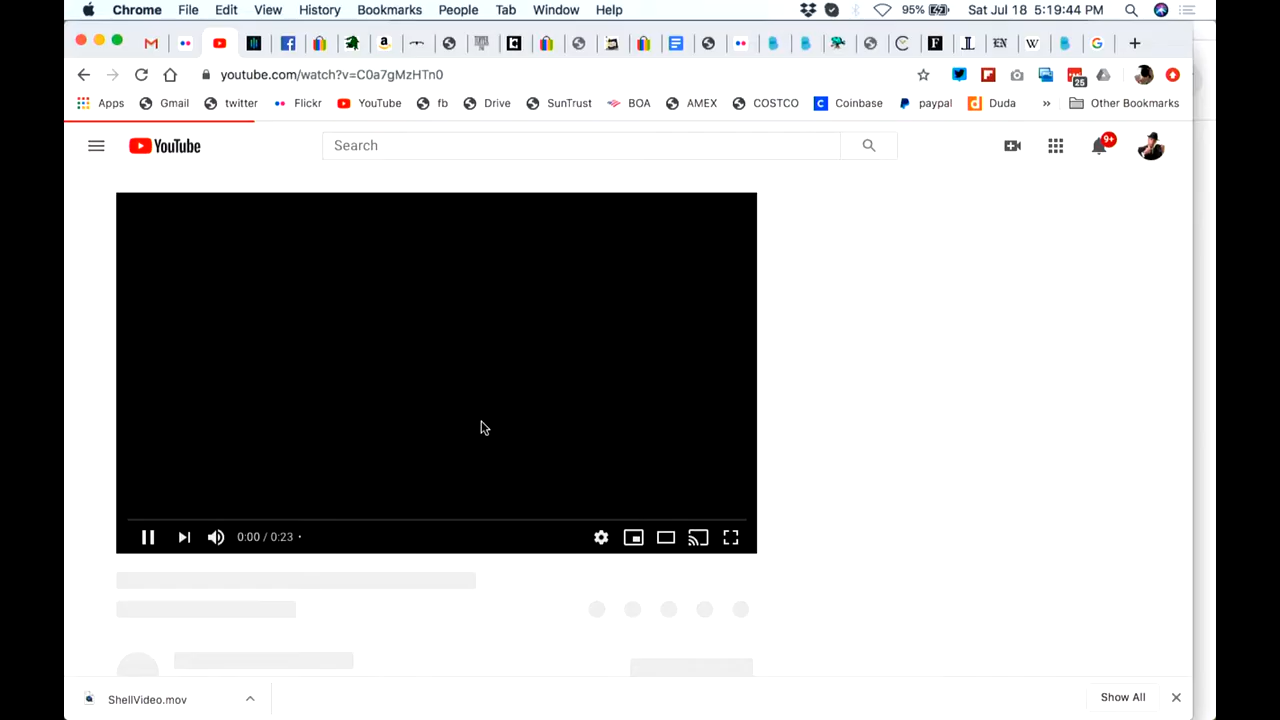 Chrome File Edit View History Bookmarks People Tab Window Help 95% Sat Jul 18 5:19:44 PM
youtube.com/watch?v=C0a7gMzHTn0 25
Apps Gmail twitter Flickr YouTube fb Drive SunTrust BOA AMEX COSTCO Coinbase paypal Duda » Other Bookmarks
YouTube Search 9+
0:00 / 0:23 •
ShellVideo.mov Show All